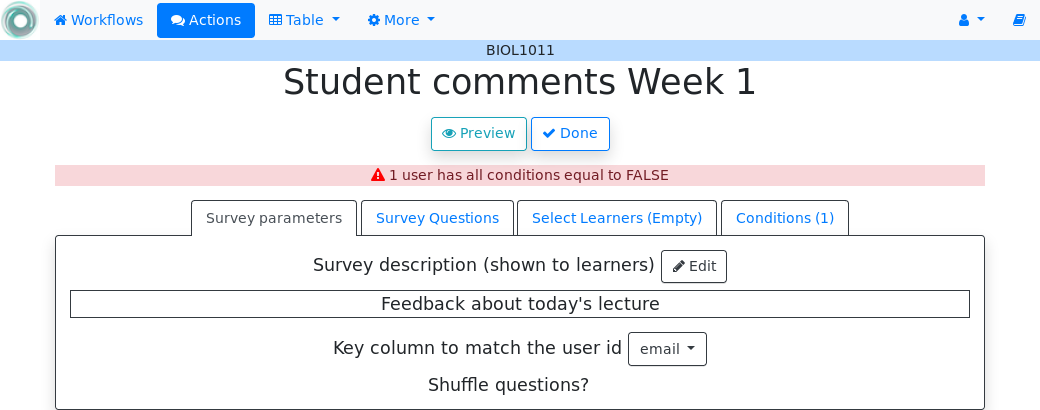 Workflows Actions Table More
BIOL1011
Student comments Week 1
Preview Done
1 user has all conditions equal to FALSE
Survey parameters Survey Questions Select Learners (Empty) Conditions (1)
Survey description (shown to learners) Edit
Feedback about today's lecture
Key column to match the user id email
Shuffle questions?